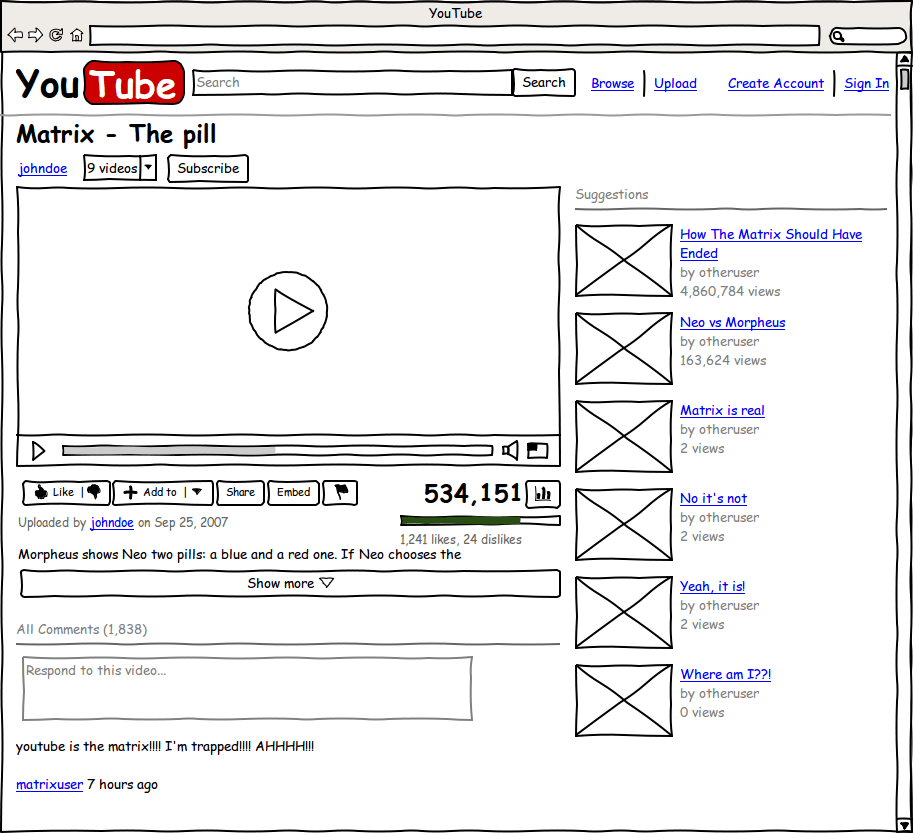 YouTube
YouTube Search Search Browse Upload Create Account Sign In
Matrix - The pill
johndoe 9 videos Subscribe
Suggestions
How The Matrix Should Have
Ended
by otheruser
4,860,784 views
Neo vs Morpheus
by otheruser
163,624 views
Matrix is real
by otheruser
2 views
No it's not
by otheruser
2 views
Yeah, it is!
by otheruser
2 views
Where am I??!
by otheruser
0 views
Like | Add to | Share Embed 534,151
Uploaded by johndoe on Sep 25, 2007
1,241 likes, 24 dislikes
Morpheus shows Neo two pills: a blue and a red one. If Neo chooses the
Show more
All Comments (1,838)
Respond to this video...
youtube is the matrix!!!! I'm trapped!!!! AHHHH!!!
matrixuser 7 hours ago